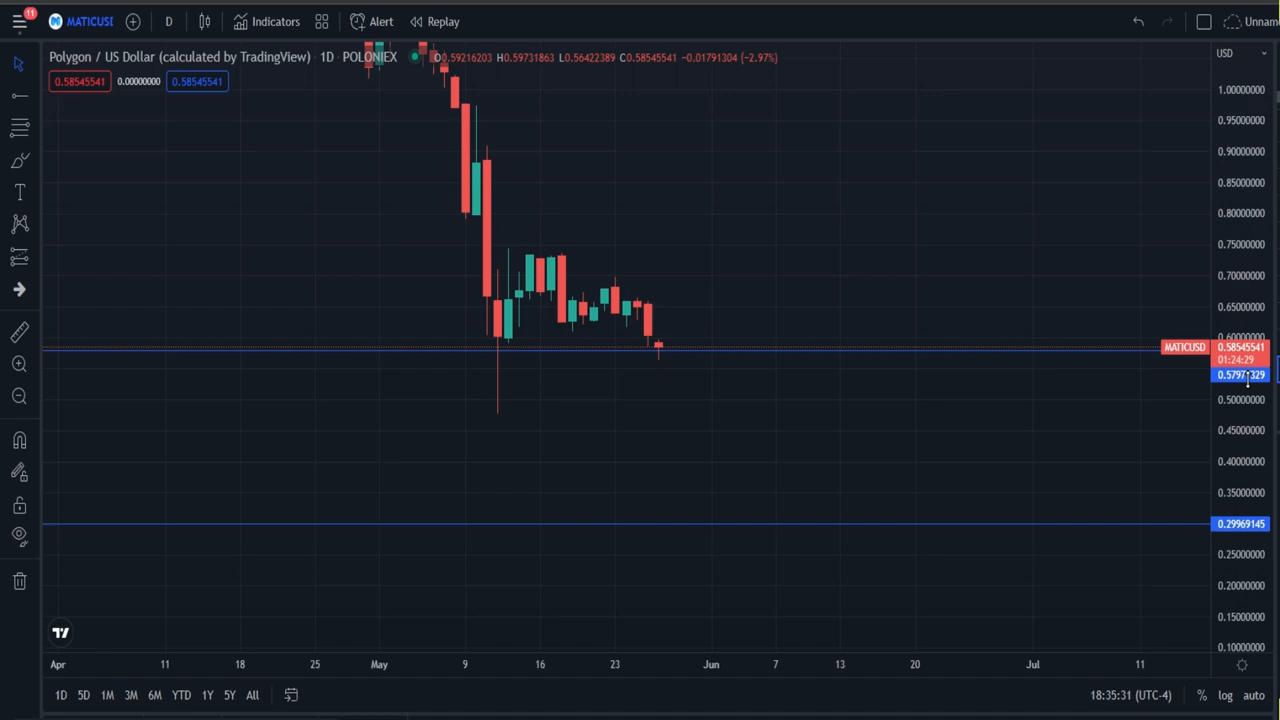 11
MATICUSI
D
Indicators
Alert
Replay
Unnam
Polygon / US Dollar (calculated by TradingView) 1D POLONIEX
O0.59216203 H0.59731863 L0.56422389 C0.58545541 −0.01791304 (−2.97%)
USD
0.58545541
0.00000000
0.58545541
1.00000000
0.95000000
0.90000000
0.85000000
0.80000000
0.75000000
0.70000000
0.65000000
0.60000000
MATICUSD
0.58545541
01:24:29
0.50000000
0.45000000
0.40000000
0.35000000
0.29969145
0.25000000
0.20000000
0.15000000
0.10000000
Apr
11
18
25
May
9
16
23
Jun
7
13
20
Jul
11
1D
5D
1M
3M
6M
YTD
1Y
5Y
All
18:35:31 (UTC-4)
%
log
auto